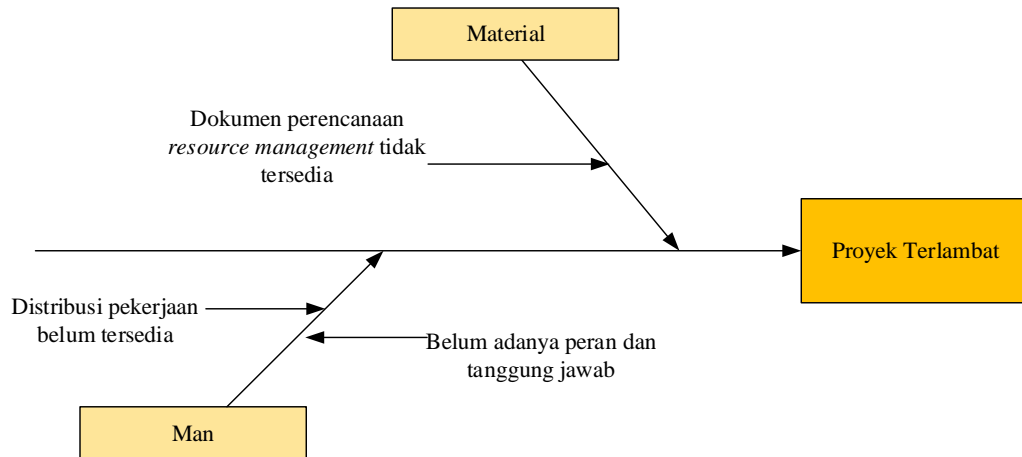 Material
Dokumen perencanaan
resource management tidak
tersedia
Proyek Terlambat
Distribusi pekerjaan
belum tersedia
Belum adanya peran dan
tanggung jawab
Man